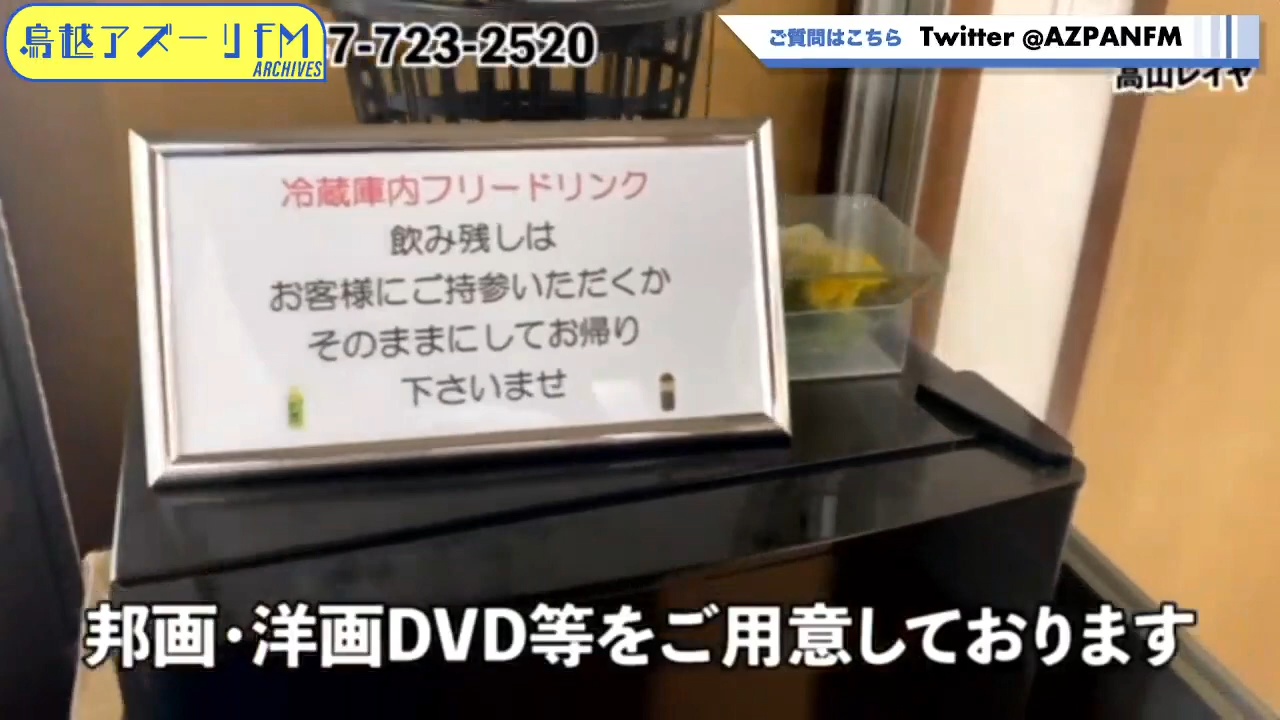 鳥越アズーリFM
ARCHIVES
7-723-2520
ご質問はこちら Twitter @AZPANFM
高山レイヤ
冷蔵庫内フリードリンク
飲み残しは
お客様にご持参いただくか
そのままにしてお帰り
下さいませ
邦画・洋画DVD等をご用意しております